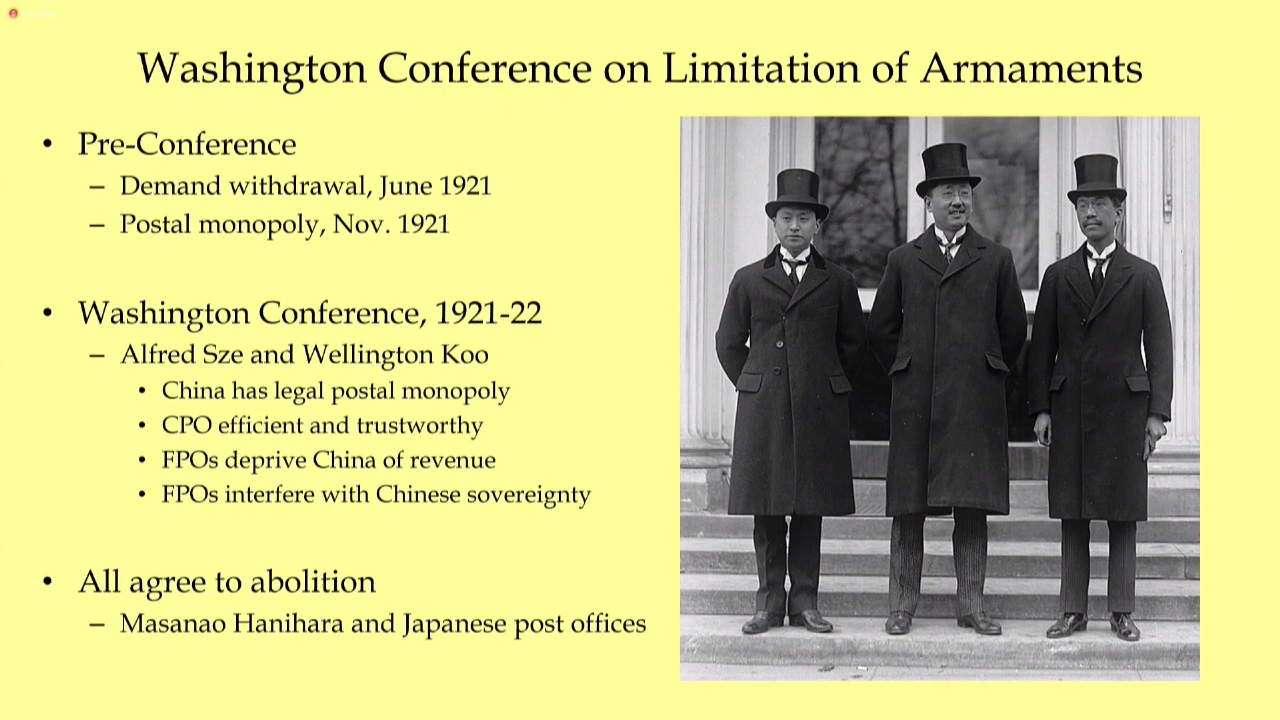 Washington Conference on Limitation of Armaments
• Pre-Conference
– Demand withdrawal, June 1921
– Postal monopoly, Nov. 1921
• Washington Conference, 1921-22
– Alfred Sze and Wellington Koo
• China has legal postal monopoly
• CPO efficient and trustworthy
• FPOs deprive China of revenue
• FPOs interfere with Chinese sovereignty
• All agree to abolition
– Masanao Hanihara and Japanese post offices